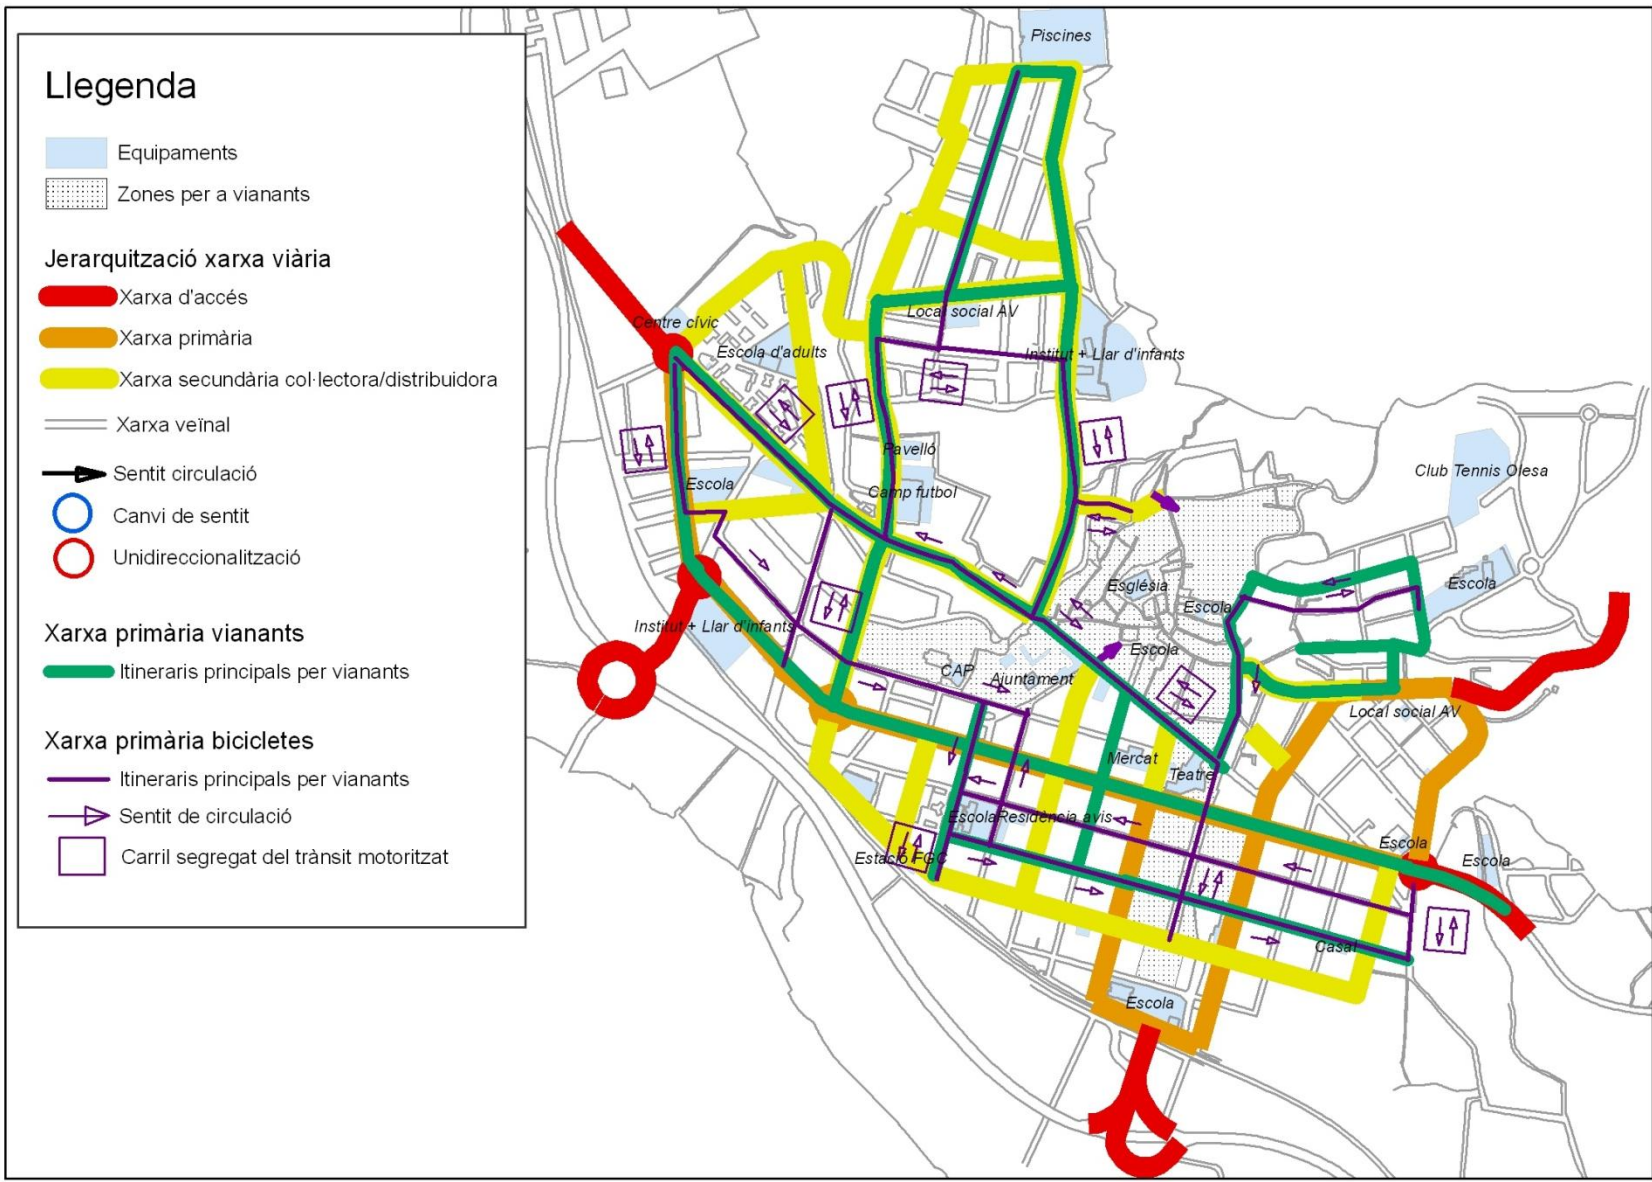 Llegenda
Equipaments
Zones per a vianants
Jerarquització xarxa viària
Xarxa d'accés
Xarxa primària
Xarxa secundària col·lectora/distribuidora
Xarxa veïnal
Sentit circulació
Canvi de sentit
Unidireccionalització
Xarxa primària vianants
Itineraris principals per vianants
Xarxa primària bicicletes
Itineraris principals per vianants
Sentit de circulació
Carril segregat del trànsit motoritzat
Piscines
Local social AV
Centre cívic
Escola d'adults
Institut + Llar d'infants
Pavelló
Club Tennis Olesa
Escola
Camp futbol
Església
Escola
Escola
Institut + Llar d'infants
Escola
CAP
Ajuntament
Local social AV
Mercat
Teatre
Escola
Residència avis
Escola
Estació FGC
Escola
Casal
Escola